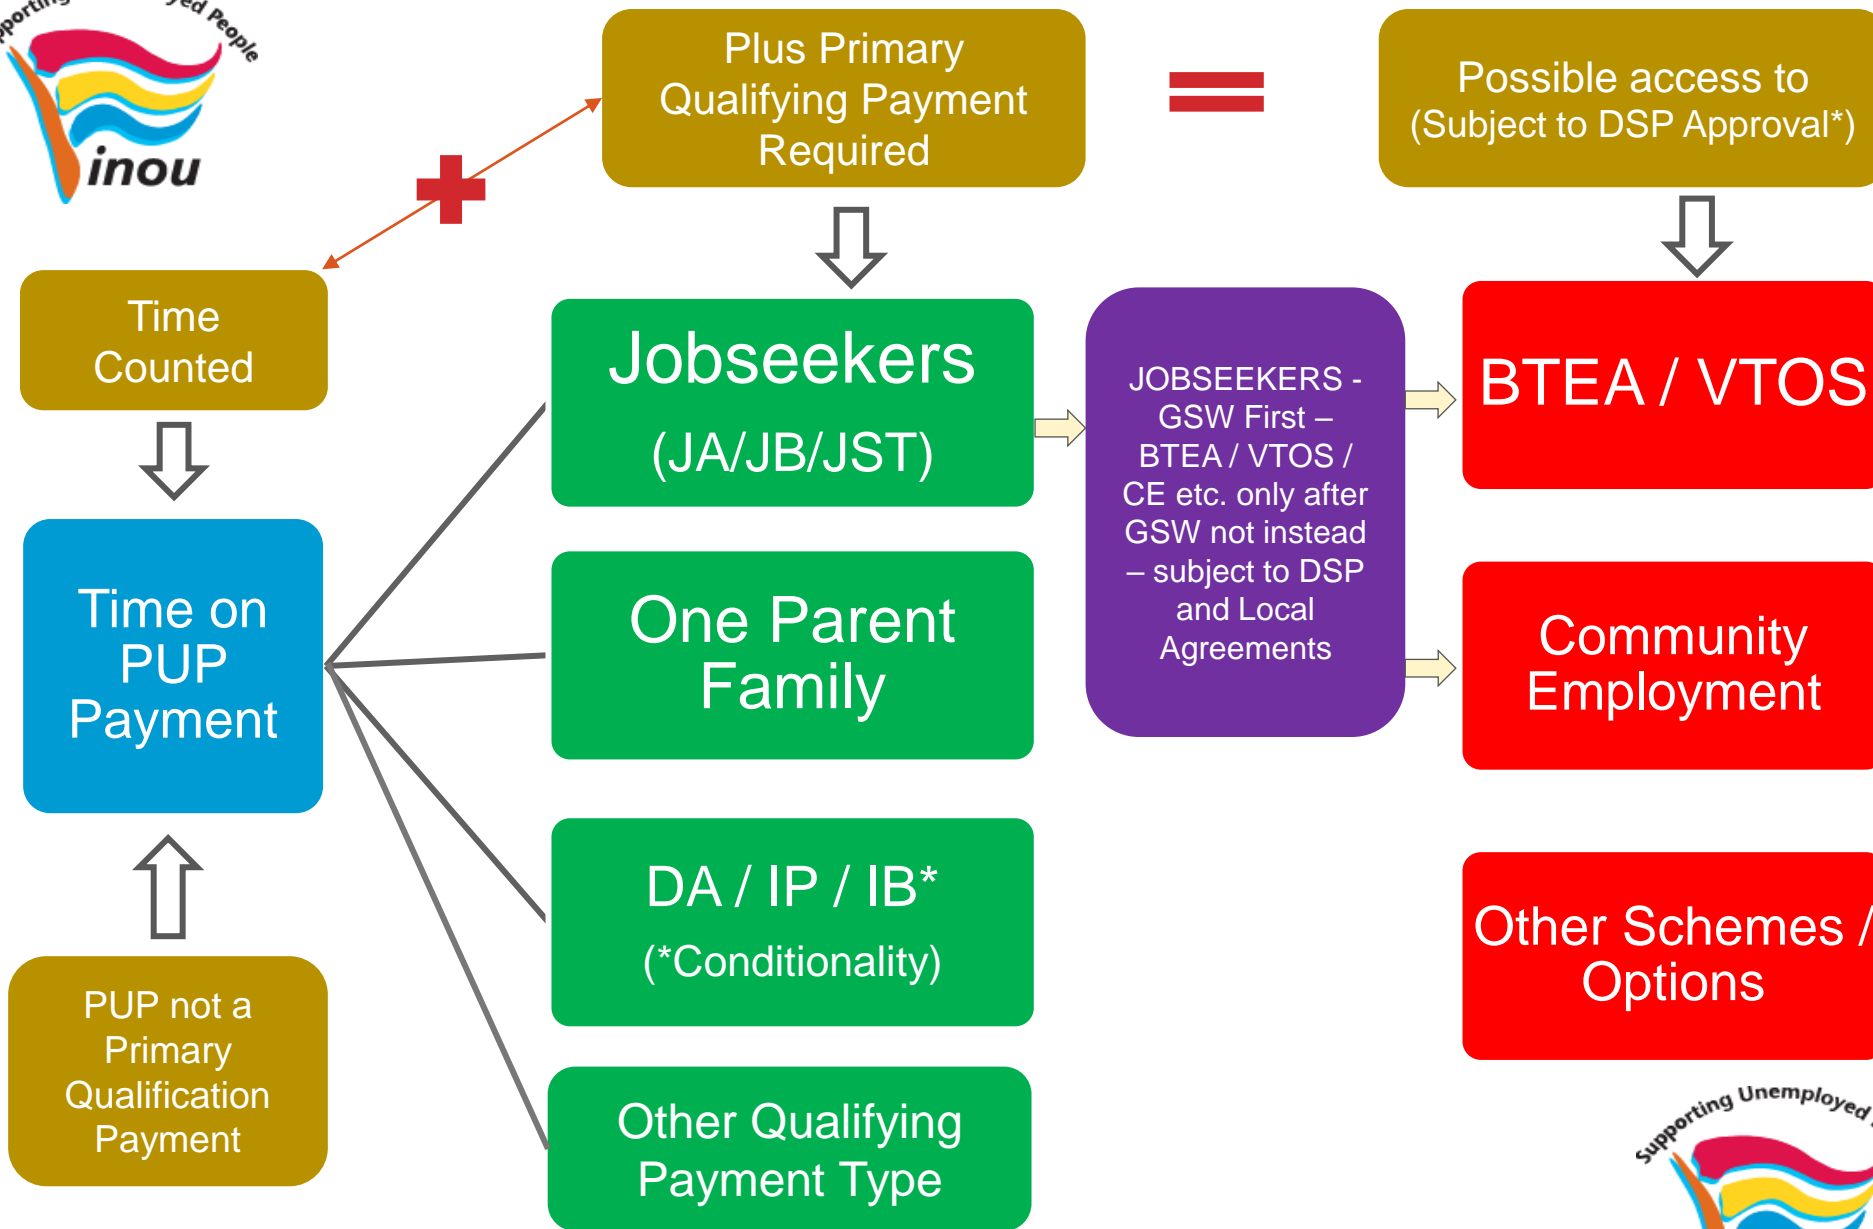 Supporting Unemployed People
inou
Plus Primary
Qualifying Payment
Required
Possible access to
(Subject to DSP Approval*)
Time
Counted
Jobseekers
(JA/JB/JST)
JOBSEEKERS -
GSW First –
BTEA / VTOS /
CE etc. only after
GSW not instead
– subject to DSP
and Local
Agreements
BTEA / VTOS
Time on
PUP
Payment
One Parent
Family
Community
Employment
DA / IP / IB*
(*Conditionality)
Other Schemes /
Options
PUP not a
Primary
Qualification
Payment
Other Qualifying
Payment Type
Supporting Unemployed